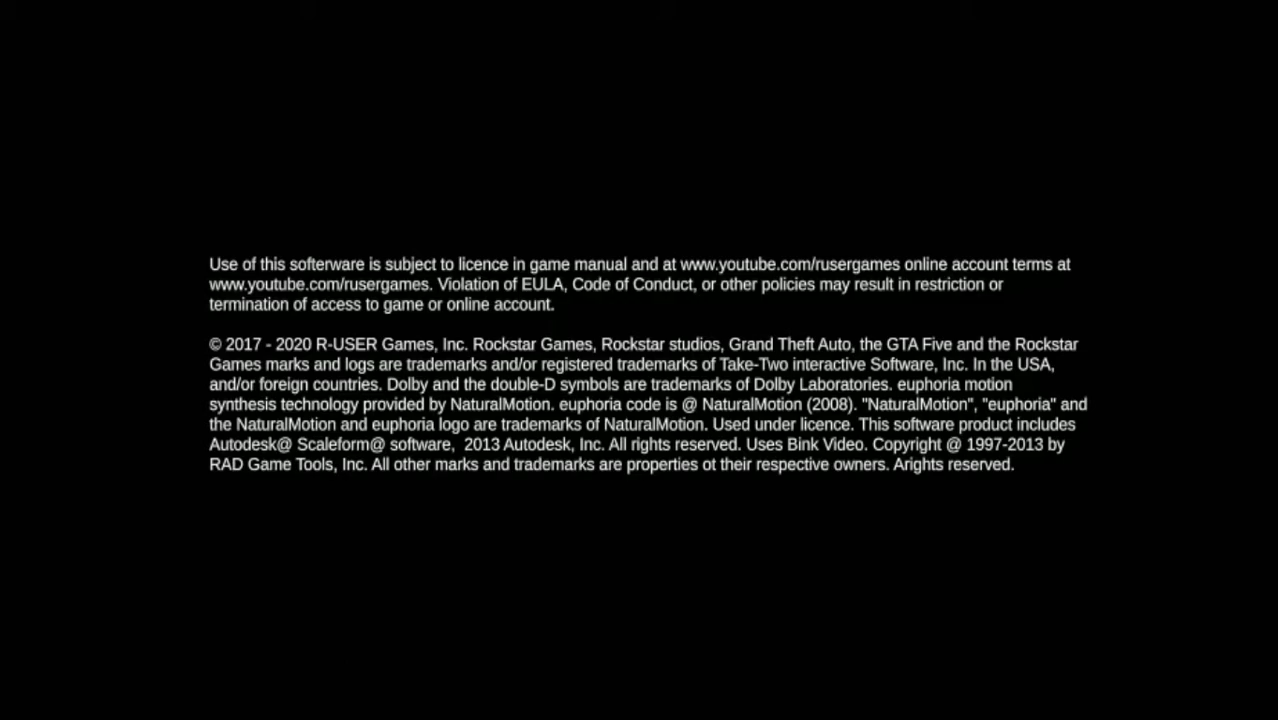 Use of this softerware is subject to licence in game manual and at www.youtube.com/rusergames online account terms at
www.youtube.com/rusergames. Violation of EULA, Code of Conduct, or other policies may result in restriction or
termination of access to game or online account.
© 2017 - 2020 R-USER Games, Inc. Rockstar Games, Rockstar studios, Grand Theft Auto, the GTA Five and the Rockstar
Games marks and logs are trademarks and/or registered trademarks of Take-Two interactive Software, Inc. In the USA,
and/or foreign countries. Dolby and the double-D symbols are trademarks of Dolby Laboratories. euphoria motion
synthesis technology provided by NaturalMotion. euphoria code is @ NaturalMotion (2008). "NaturalMotion", "euphoria" and
the NaturalMotion and euphoria logo are trademarks of NaturalMotion. Used under licence. This software product includes
Autodesk@ Scaleform@ software,  2013 Autodesk, Inc. All rights reserved. Uses Bink Video. Copyright @ 1997-2013 by
RAD Game Tools, Inc. All other marks and trademarks are properties ot their respective owners. Arights reserved.